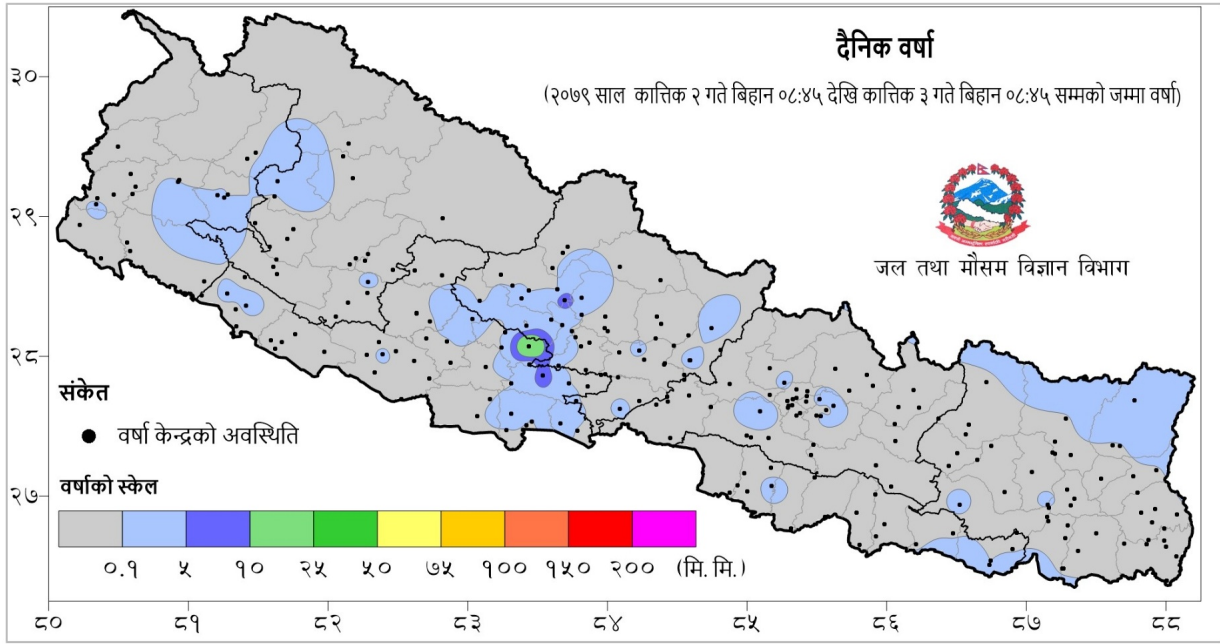 दैनिक वर्षा
(२०७९ साल कात्तिक २ गते बिहान ०८:४५ देखि कात्तिक ३ गते बिहान ०८:४५ सम्मको जम्मा वर्षा)
जल तथा मौसम विज्ञान विभाग
३०
२९
२८
२७
संकेत
वर्षा केन्द्रको अवस्थिति
वर्षाको स्केल
०.१ ५ १० २५ ५० ७५ १०० १५० २०० (मि. मि.)
८० ८१ ८२ ८३ ८४ ८५ ८६ ८७ ८८